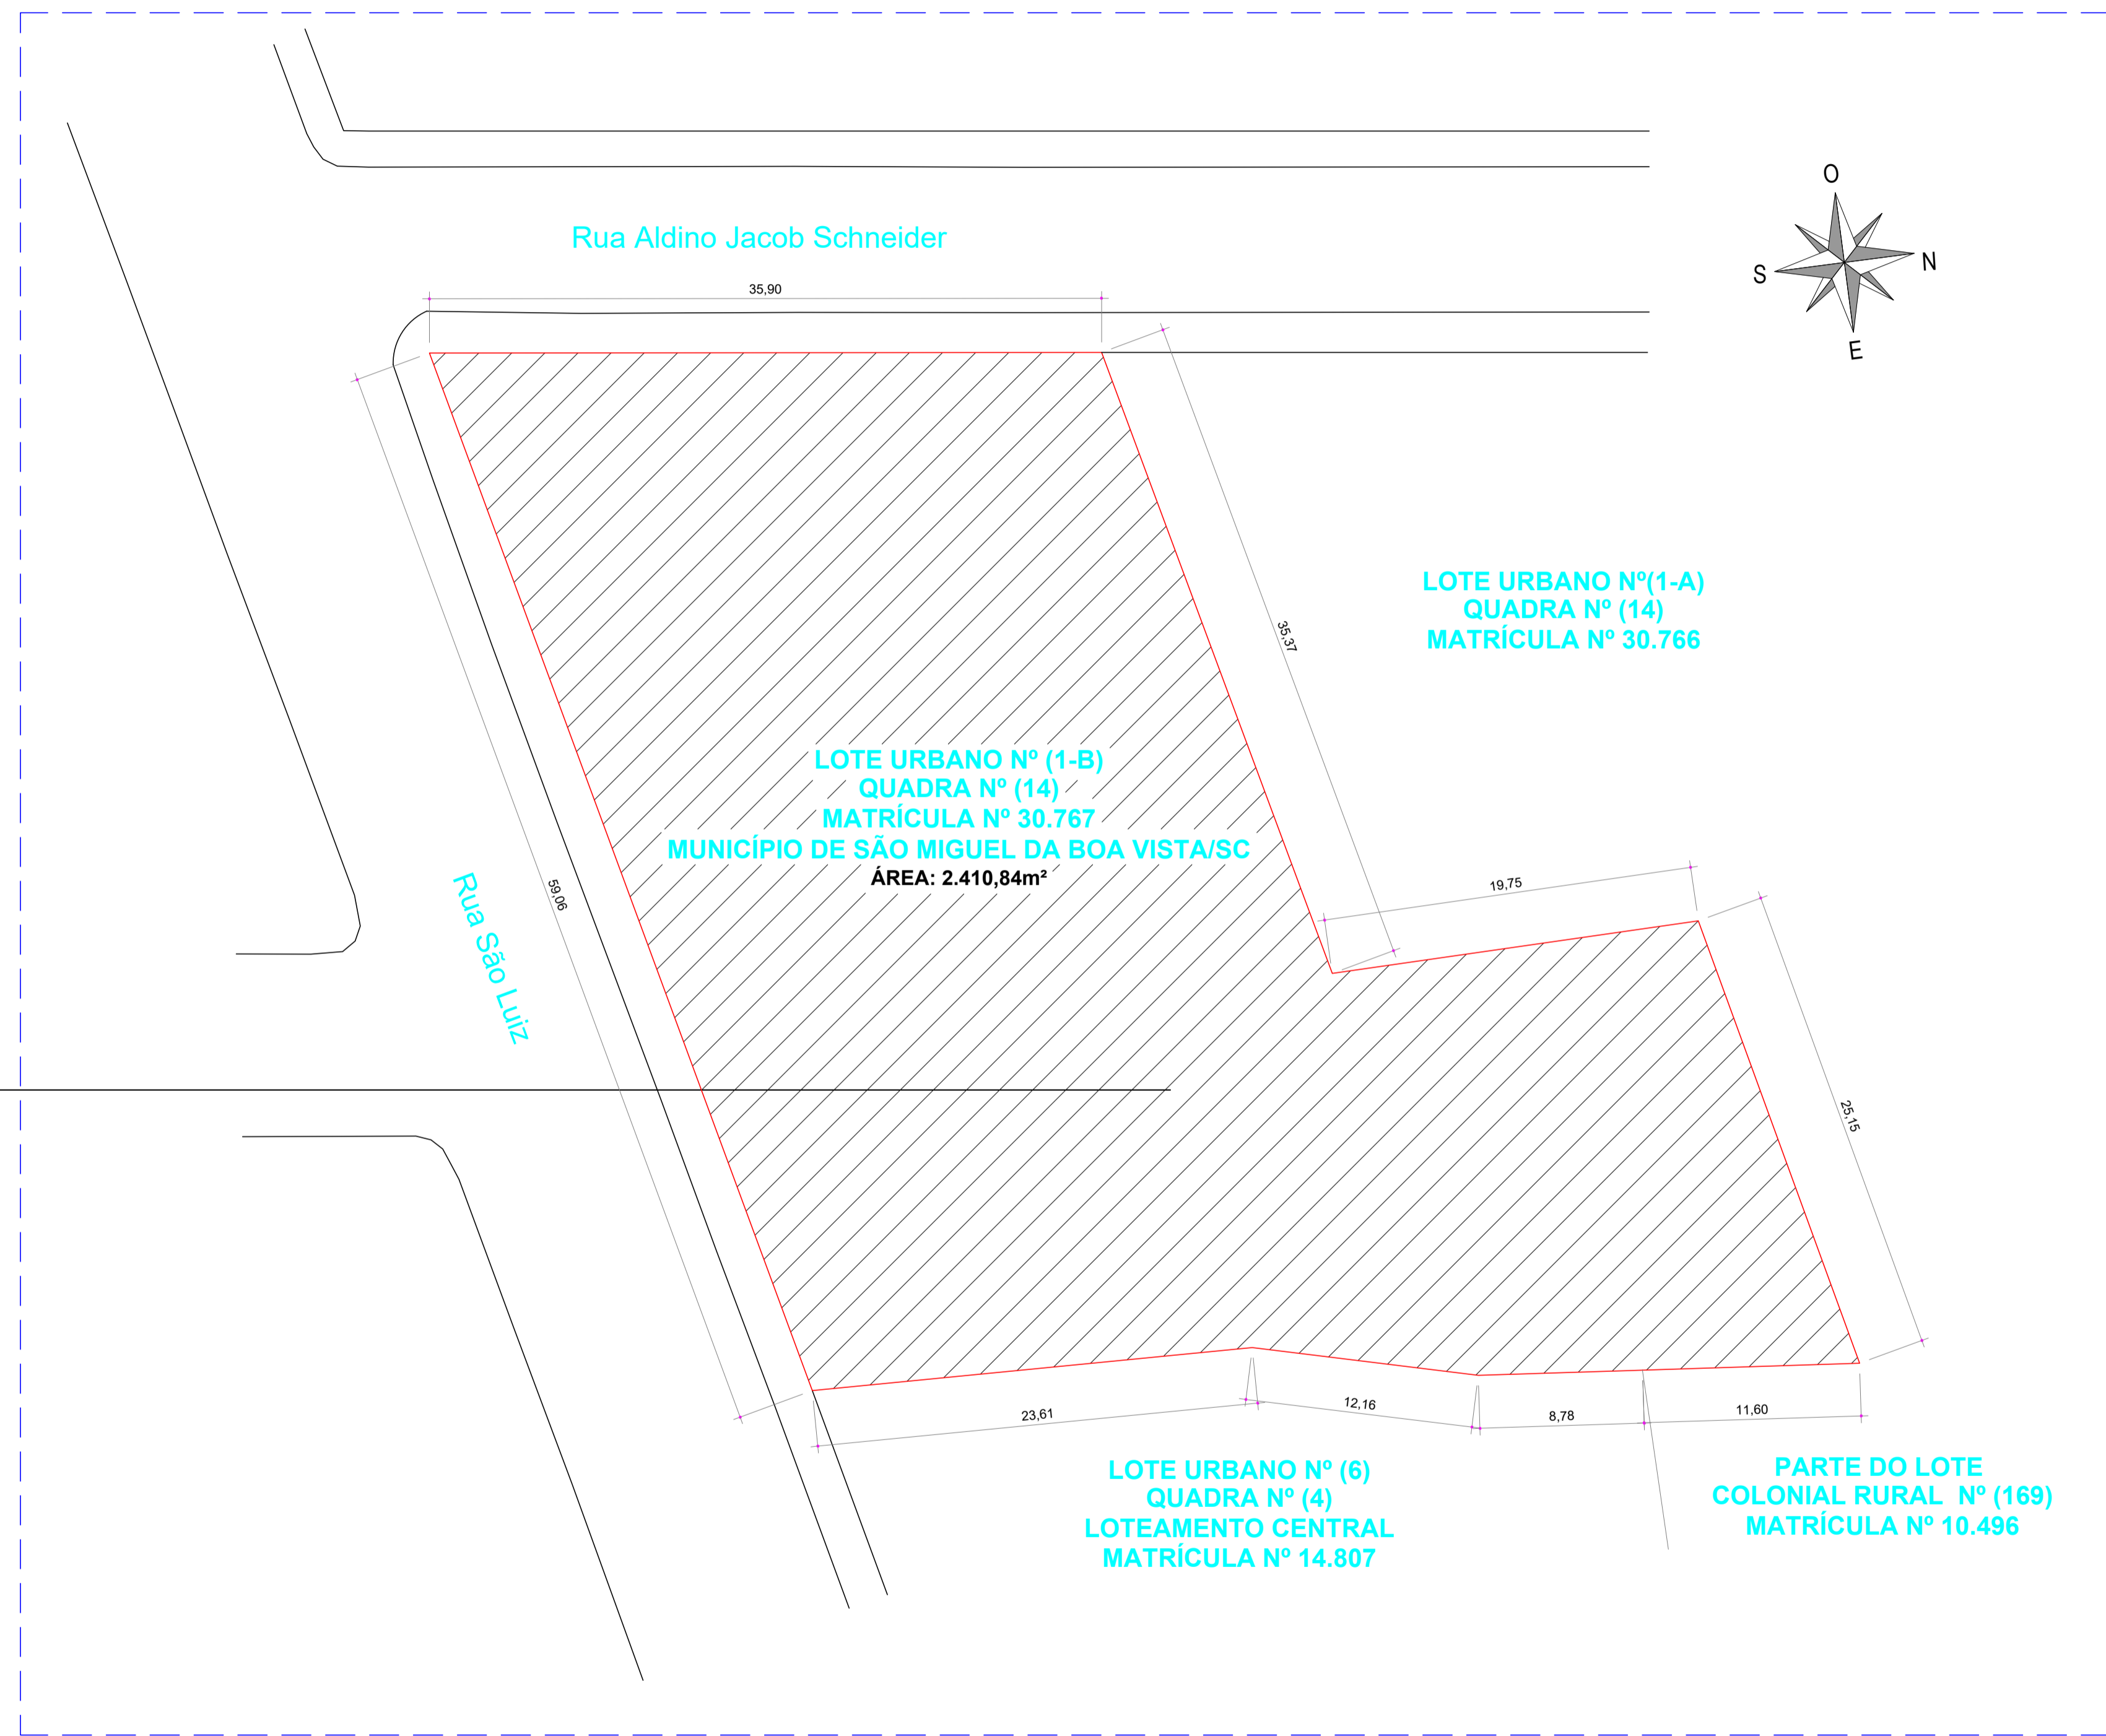 O
S
N
E
Rua Aldino Jacob Schneider
35,90
35,37
LOTE URBANO Nº(1-A)
QUADRA Nº (14)
MATRÍCULA Nº 30.766
LOTE URBANO Nº (1-B)
QUADRA Nº (14)
MATRÍCULA Nº 30.767
MUNICÍPIO DE SÃO MIGUEL DA BOA VISTA/SC
ÁREA: 2.410,84m²
59,06
Rua São Luiz
19,75
25,15
23,61
12,16
8,78
11,60
LOTE URBANO Nº (6)
QUADRA Nº (4)
LOTEAMENTO CENTRAL
MATRÍCULA Nº 14.807
PARTE DO LOTE
COLONIAL RURAL Nº (169)
MATRÍCULA Nº 10.496